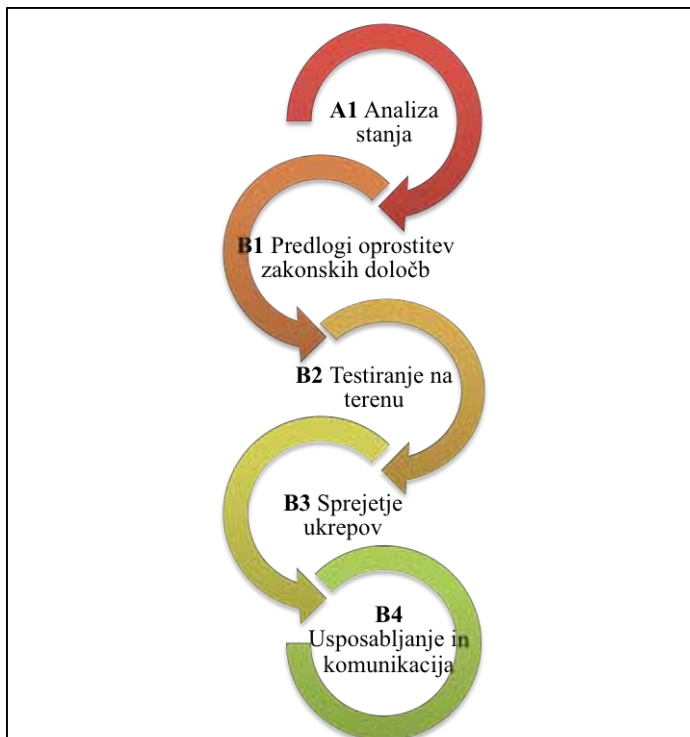 A1 Analiza
stanja
B1 Predlogi oprostitev
zakonskih določb
B2 Testiranje na
terenu
B3 Sprejetje
ukrepov
B4
Usposabljanje in
komunikacija